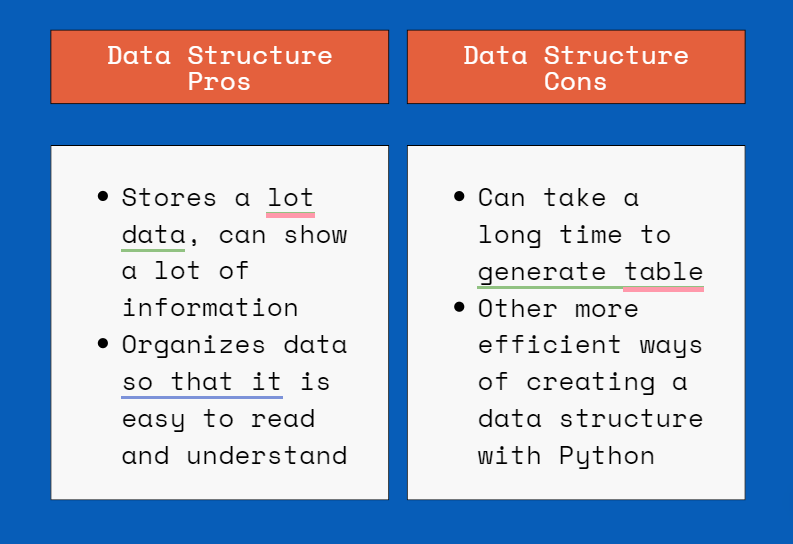 Data Structure
Pros
Data Structure
Cons
• Stores a lot
data, can show
a lot of
information
• Organizes data
so that it is
easy to read
and understand
• Can take a
long time to
generate table
• Other more
efficient ways
of creating a
data structure
with Python